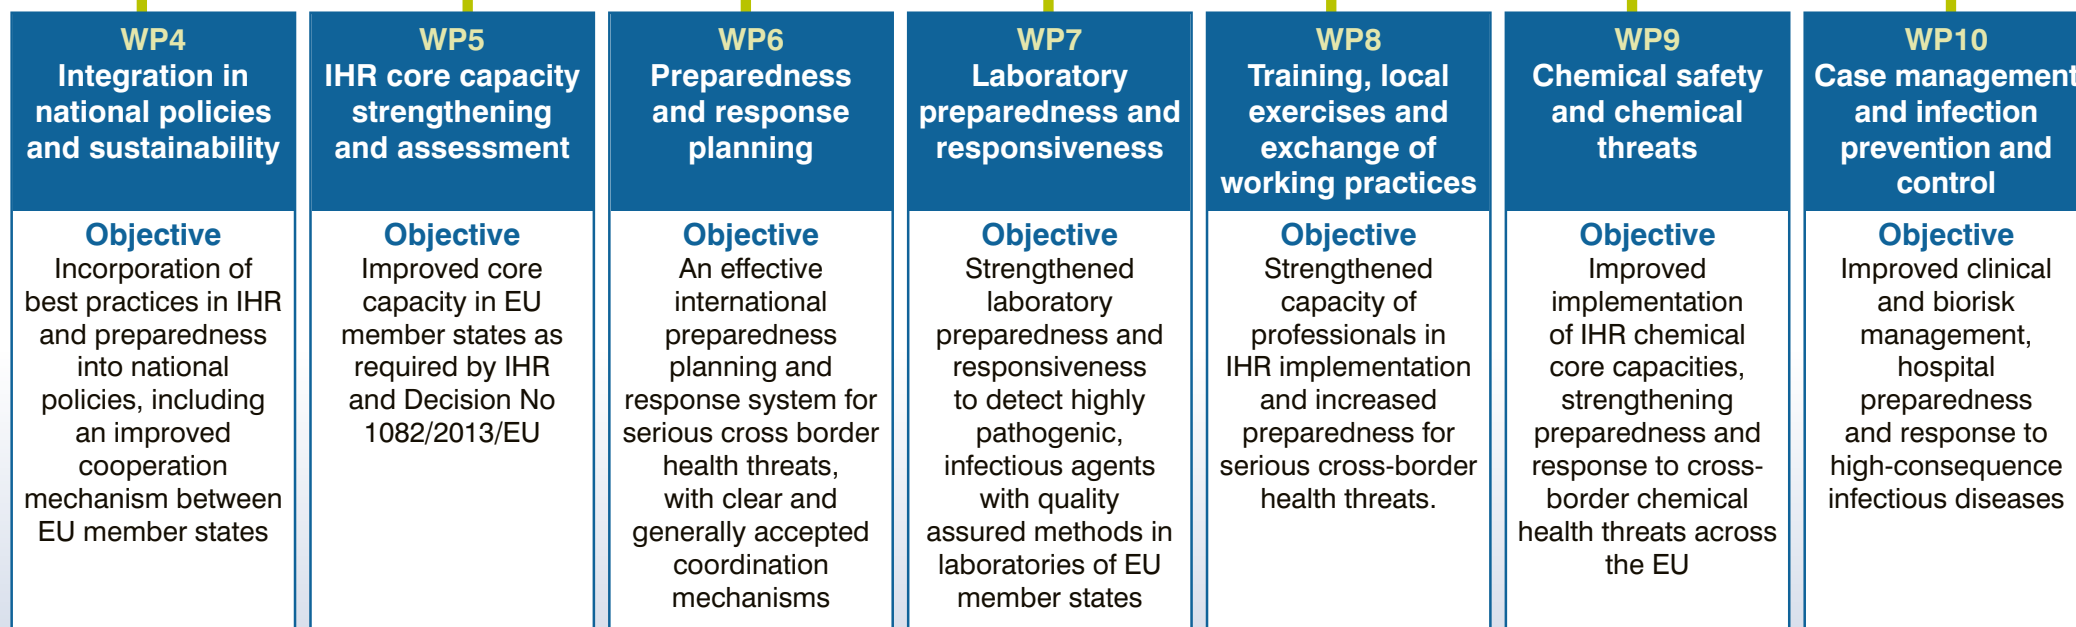 WP4
Integration in
national policies
and sustainability
Objective
Incorporation of
best practices in IHR
and preparedness
into national
policies, including
an improved
cooperation
mechanism between
EU member states
WP5
IHR core capacity
strengthening
and assessment
Objective
Improved core
capacity in EU
member states as
required by IHR
and Decision No
1082/2013/EU
WP6
Preparedness
and response
planning
Objective
An effective
international
preparedness
planning and
response system for
serious cross border
health threats,
with clear and
generally accepted
coordination
mechanisms
WP7
Laboratory
preparedness and
responsiveness
Objective
Strengthened
laboratory
preparedness and
responsiveness
to detect highly
pathogenic,
infectious agents
with quality
assured methods in
laboratories of EU
member states
WP8
Training, local
exercises and
exchange of
working practices
Objective
Strengthened
capacity of
professionals in
IHR implementation
and increased
preparedness for
serious cross-border
health threats.
WP9
Chemical safety
and chemical
threats
Objective
Improved
implementation
of IHR chemical
core capacities,
strengthening
preparedness and
response to cross-
border chemical
health threats across
the EU
WP10
Case management
and infection
prevention and
control
Objective
Improved clinical
and biorisk
management,
hospital
preparedness
and response to
high-consequence
infectious diseases